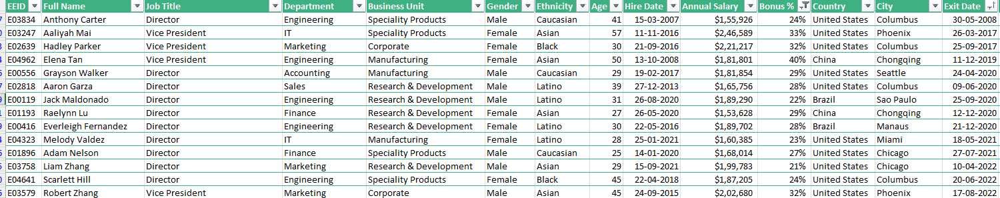 EEID Full Name Job Title Department Business Unit Gender Ethnicity Age Hire Date Annual Salary Bonus % Country City Exit Date
E03834 Anthony Carter Director Engineering Speciality Products Male Caucasian 41 15-03-2007 $1,55,926 24% United States Columbus 30-05-2008
E03247 Aaliyah Mai Vice President IT Speciality Products Female Asian 57 11-11-2016 $2,46,589 33% United States Phoenix 26-03-2017
E02639 Hadley Parker Vice President Marketing Corporate Female Black 30 21-09-2016 $2,21,217 32% United States Columbus 25-09-2017
E04962 Elena Tan Vice President Engineering Manufacturing Female Asian 50 13-10-2008 $1,81,801 40% China Chongqing 11-12-2019
E00556 Grayson Walker Director Accounting Manufacturing Male Caucasian 29 19-02-2017 $1,81,854 29% United States Seattle 24-04-2020
E02818 Aaron Garza Director Sales Research & Development Male Latino 39 27-12-2013 $1,65,756 28% United States Columbus 09-06-2020
E00119 Jack Maldonado Director Engineering Research & Development Male Latino 31 26-08-2020 $1,89,290 22% Brazil Sao Paulo 25-09-2020
E01193 Raelynn Lu Director Finance Research & Development Female Asian 27 26-05-2020 $1,53,628 29% China Chongqing 12-12-2020
E00416 Everleigh Fernandez Director Engineering Research & Development Female Latino 30 22-05-2016 $1,89,702 28% Brazil Manaus 21-12-2020
E04323 Melody Valdez Director IT Manufacturing Female Latino 28 25-01-2021 $1,60,385 23% United States Miami 18-05-2021
E01896 Adam Nelson Director Finance Speciality Products Male Caucasian 25 14-01-2020 $1,68,014 27% United States Chicago 27-07-2021
E03758 Liam Zhang Director Marketing Research & Development Male Asian 29 15-09-2021 $1,99,783 21% United States Chicago 10-04-2022
E04641 Scarlett Hill Director Engineering Speciality Products Female Black 45 22-04-2018 $1,87,205 24% United States Columbus 20-06-2022
E03579 Robert Zhang Vice President Marketing Corporate Male Asian 45 24-09-2015 $2,02,680 32% United States Phoenix 17-08-2022